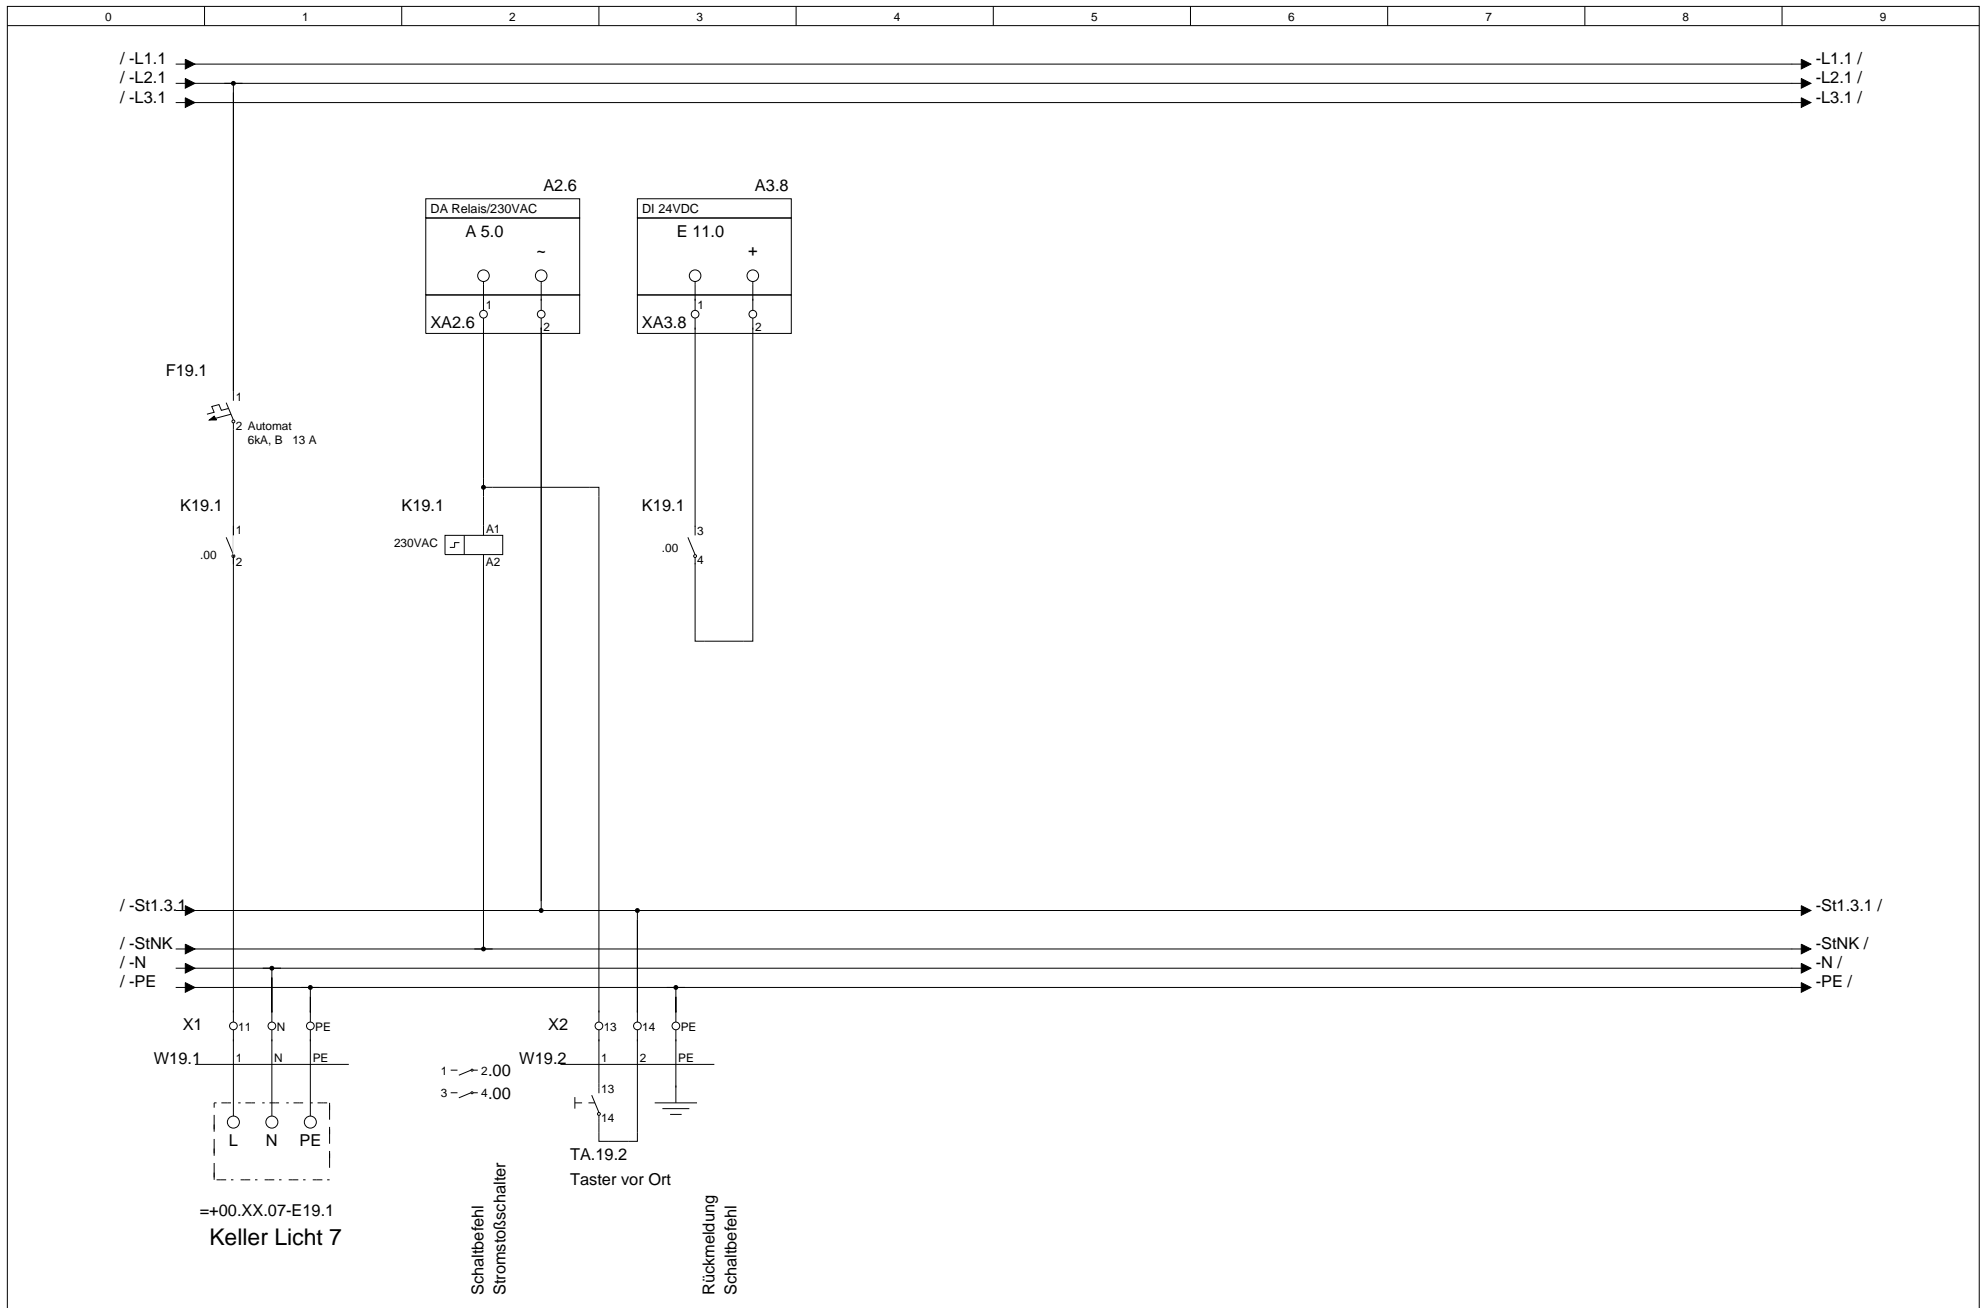 0 1 2 3 4 5 6 7 8 9
/ -L1.1 -L1.1 /
/ -L2.1 -L2.1 /
/ -L3.1 -L3.1 /
A2.6 A3.8
DA Relais/230VAC DI 24VDC
A 5.0 E 11.0
~ +
1 1
XA2.6 2 XA3.8 2
F19.1
1
2 Automat
6kA, B 13 A
K19.1 K19.1 K19.1
1 A1 3
230VAC
.00 2 A2 .00 4
/ -St1.3.1 -St1.3.1 /
/ -StNK -StNK /
/ -N -N /
/ -PE -PE /
X1 11 N PE X2 13 14 PE
W19.1 1 N PE W19.2 1 2 PE
1 2.00
3 4.00
13
14
L N PE
TA.19.2
Taster vor Ort
=+00.XX.07-E19.1
Keller Licht 7
Schaltbefehl
Stromstoßschalter
Rückmeldung
Schaltbefehl